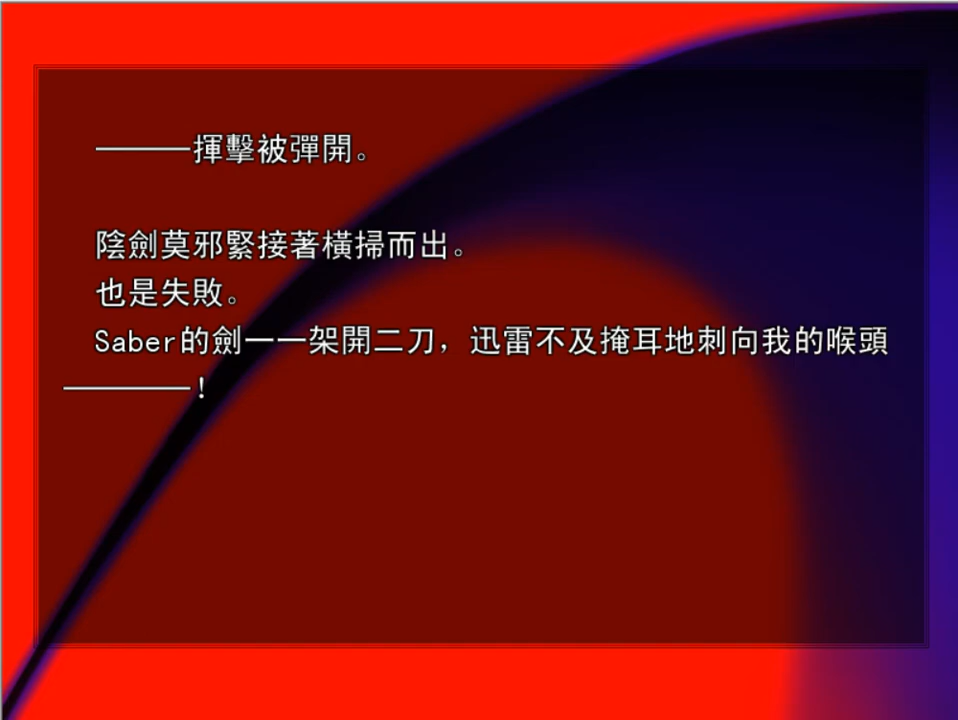 ———揮擊被彈開。
陰劍莫邪緊接著橫掃而出。
也是失敗。
Saber的劍一一架開二刀，迅雷不及掩耳地刺向我的喉頭
————！